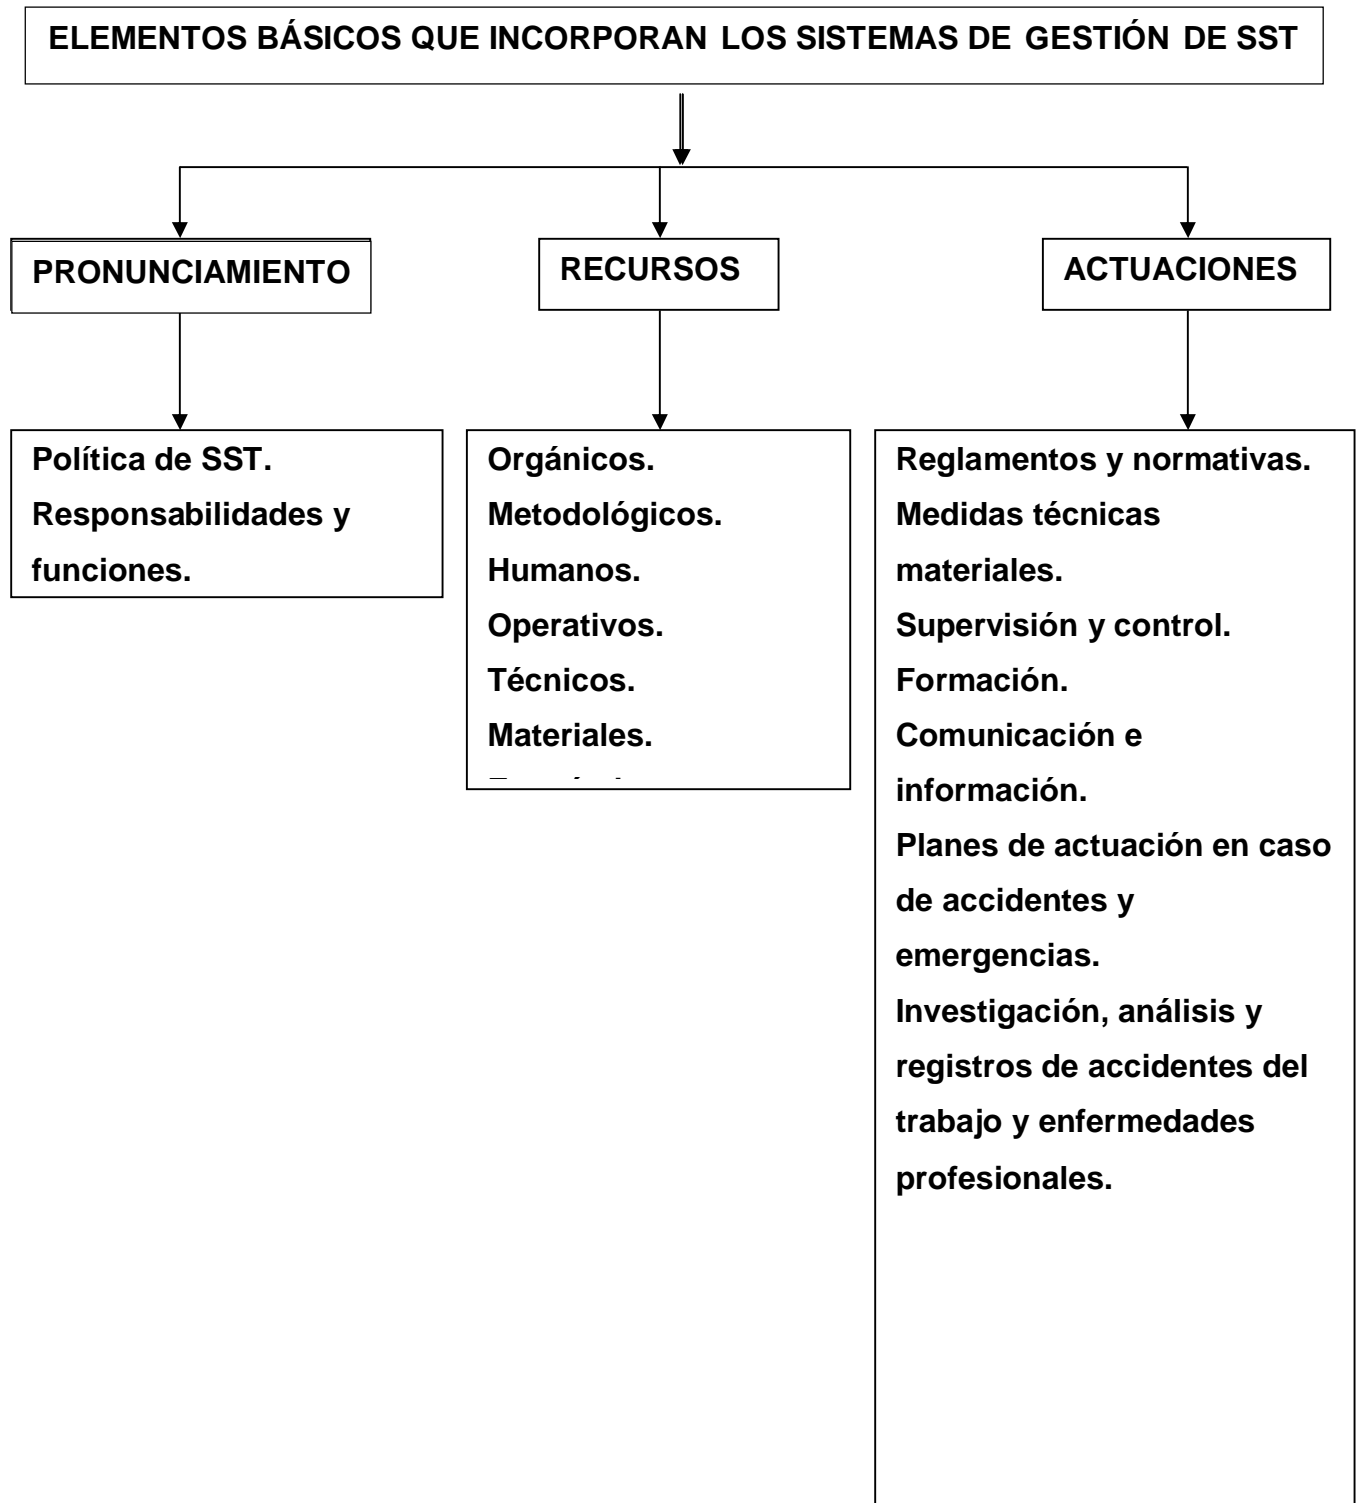 ELEMENTOS BÁSICOS QUE INCORPORAN LOS SISTEMAS DE GESTIÓN DE SST
PRONUNCIAMIENTO
RECURSOS
ACTUACIONES
Política de SST.
Responsabilidades y
funciones.
Orgánicos.
Metodológicos.
Humanos.
Operativos.
Técnicos.
Materiales.
Reglamentos y normativas.
Medidas técnicas
materiales.
Supervisión y control.
Formación.
Comunicación e
información.
Planes de actuación en caso
de accidentes y
emergencias.
Investigación, análisis y
registros de accidentes del
trabajo y enfermedades
profesionales.